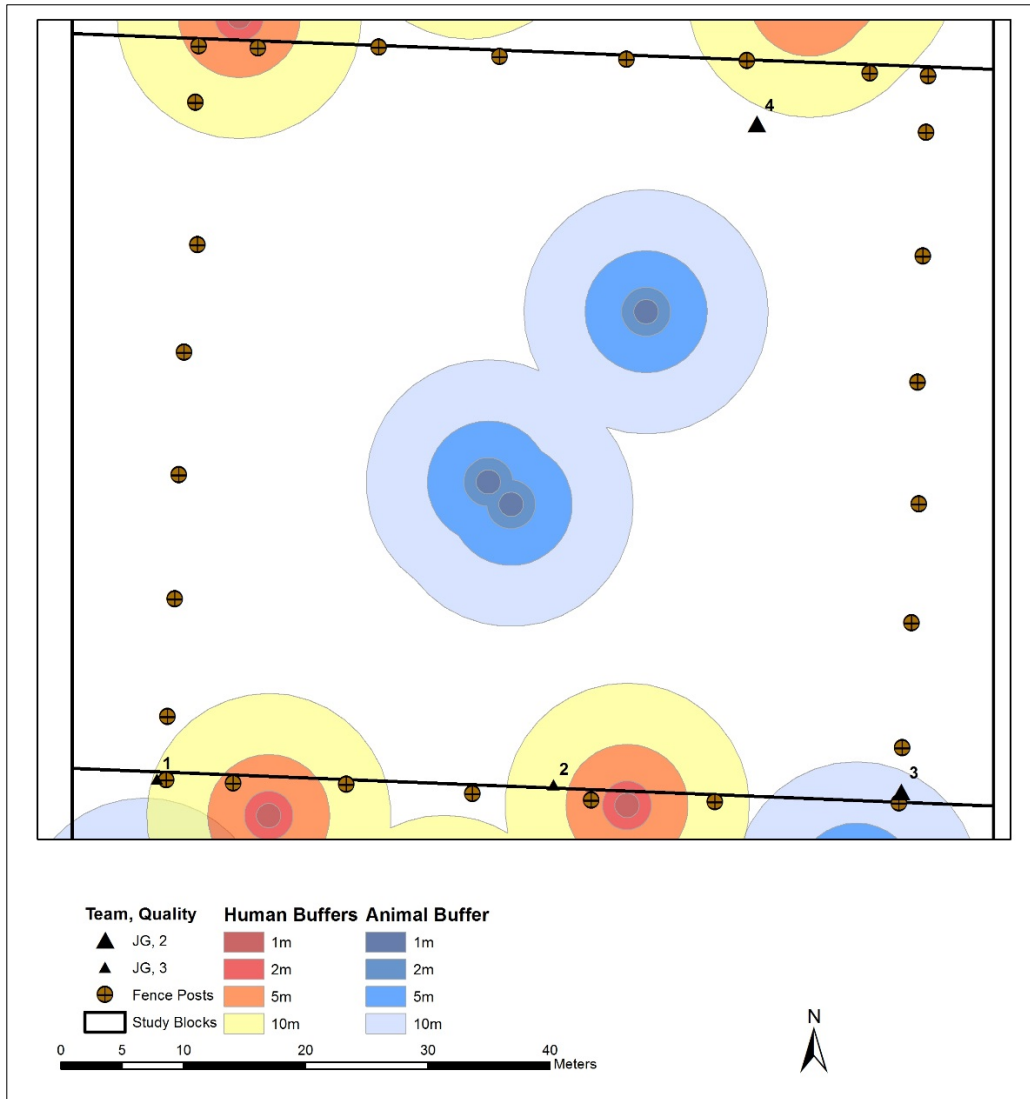 4
1
2
3
Team, Quality
JG, 2
JG, 3
Fence Posts
Study Blocks
Human Buffers
1m
2m
5m
10m
Animal Buffer
1m
2m
5m
10m
0 5 10 20 30 40
Meters
N